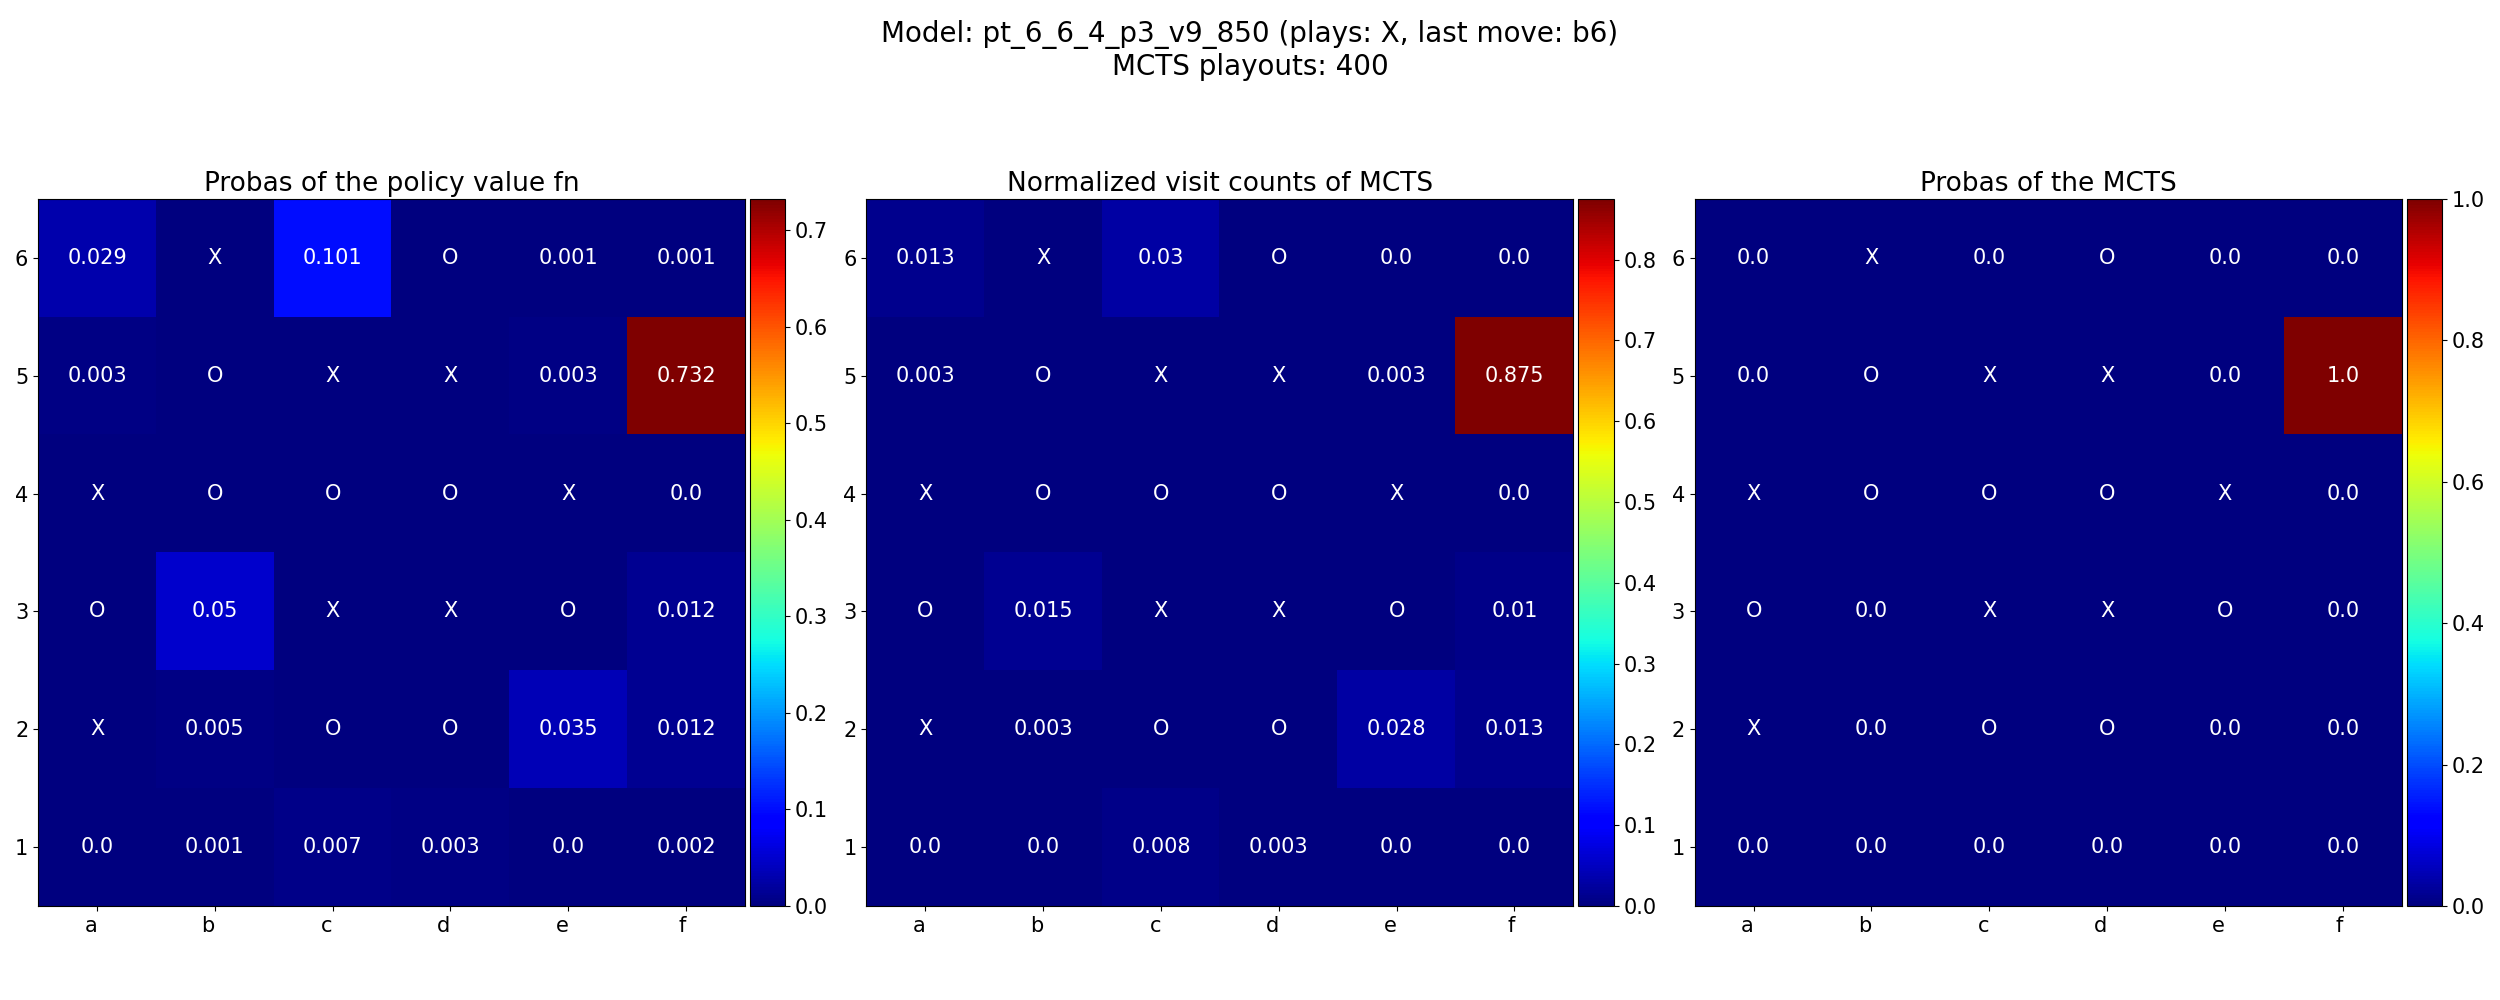 Model: pt_6_6_4_p3_v9_850 (plays: X, last move: b6)
MCTS playouts: 400
Probas of the policy value fn
6 0.029 X 0.101 O 0.001 0.001
5 0.003 O X X 0.003 0.732
4 X O O O X 0.0
3 O 0.05 X X O 0.012
2 X 0.005 O O 0.035 0.012
1 0.0 0.001 0.007 0.003 0.0 0.002
a b c d e f
0.7
0.6
0.5
0.4
0.3
0.2
0.1
0.0
Normalized visit counts of MCTS
6 0.013 X 0.03 O 0.0 0.0
5 0.003 O X X 0.003 0.875
4 X O O O X 0.0
3 O 0.015 X X O 0.01
2 X 0.003 O O 0.028 0.013
1 0.0 0.0 0.008 0.003 0.0 0.0
a b c d e f
0.8
0.7
0.6
0.5
0.4
0.3
0.2
0.1
0.0
Probas of the MCTS
6 0.0 X 0.0 O 0.0 0.0
5 0.0 O X X 0.0 1.0
4 X O O O X 0.0
3 O 0.0 X X O 0.0
2 X 0.0 O O 0.0 0.0
1 0.0 0.0 0.0 0.0 0.0 0.0
a b c d e f
1.0
0.8
0.6
0.4
0.2
0.0